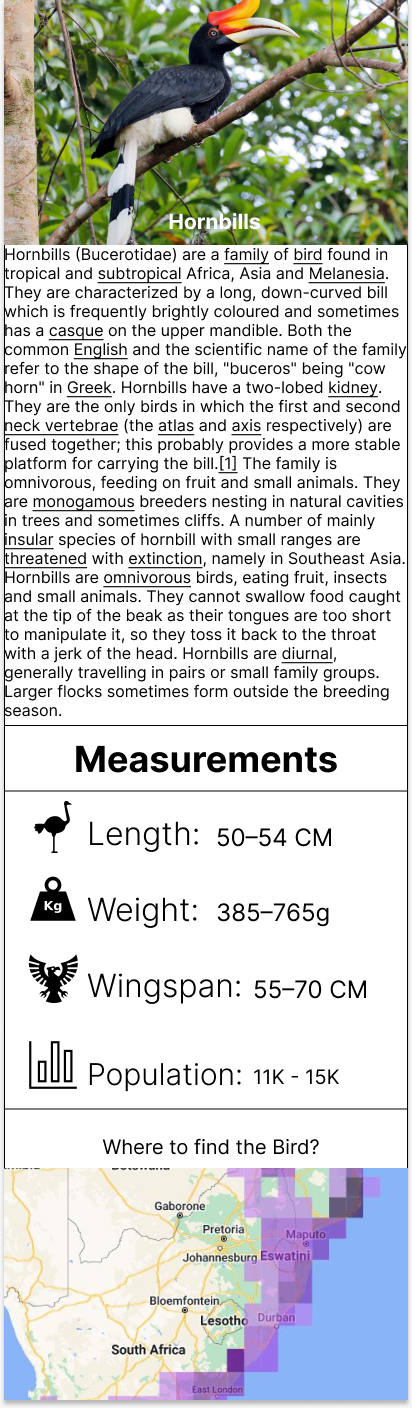 Hornbills
Hornbills (Bucerotidae) are a family of bird found in
tropical and subtropical Africa, Asia and Melanesia.
They are characterized by a long, down-curved bill
which is frequently brightly coloured and sometimes
has a casque on the upper mandible. Both the
common English and the scientific name of the family
refer to the shape of the bill, "buceros" being "cow
horn" in Greek. Hornbills have a two-lobed kidney.
They are the only birds in which the first and second
neck vertebrae (the atlas and axis respectively) are
fused together; this probably provides a more stable
platform for carrying the bill.[1] The family is
omnivorous, feeding on fruit and small animals. They
are monogamous breeders nesting in natural cavities
in trees and sometimes cliffs. A number of mainly
insular species of hornbill with small ranges are
threatened with extinction, namely in Southeast Asia.
Hornbills are omnivorous birds, eating fruit, insects
and small animals. They cannot swallow food caught
at the tip of the beak as their tongues are too short
to manipulate it, so they toss it back to the throat
with a jerk of the head. Hornbills are diurnal,
generally travelling in pairs or small family groups.
Larger flocks sometimes form outside the breeding
season.
Measurements
Length: 50–54 CM
Kg
Weight: 385–765g
Wingspan: 55–70 CM
Population: 11K - 15K
Where to find the Bird?
Gaborone
Pretoria
Maputo
Johannesburg
Eswatini
Bloemfontein
Lesotho
Durban
South Africa
East London